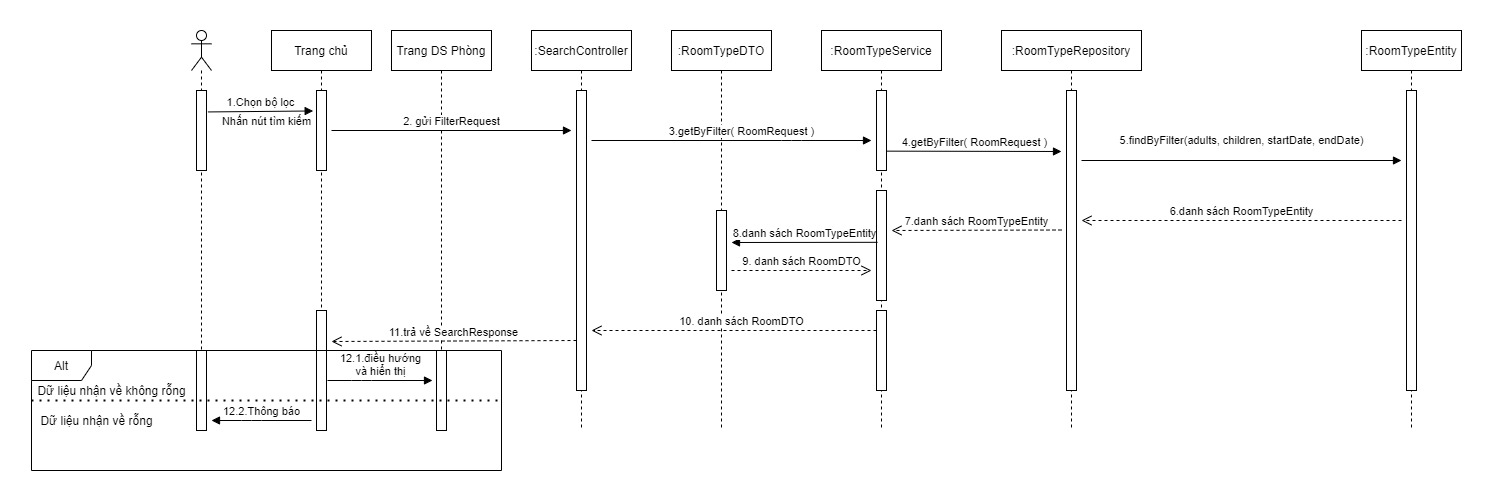 Trang chủ
Trang DS Phòng
:SearchController
:RoomTypeDTO
:RoomTypeService
:RoomTypeRepository
:RoomTypeEntity
1.Chọn bộ lọc
Nhấn nút tìm kiếm
2. gửi FilterRequest
3.getByFilter( RoomRequest )
4.getByFilter( RoomRequest )
5.findByFilter(adults, children, startDate, endDate)
6.danh sách RoomTypeEntity
7.danh sách RoomTypeEntity
8.danh sách RoomTypeEntity
9. danh sách RoomDTO
10. danh sách RoomDTO
11.trả về SearchResponse
Alt
12.1.điều hướng
và hiển thị
Dữ liệu nhận về không rỗng
12.2.Thông báo
Dữ liệu nhận về rỗng